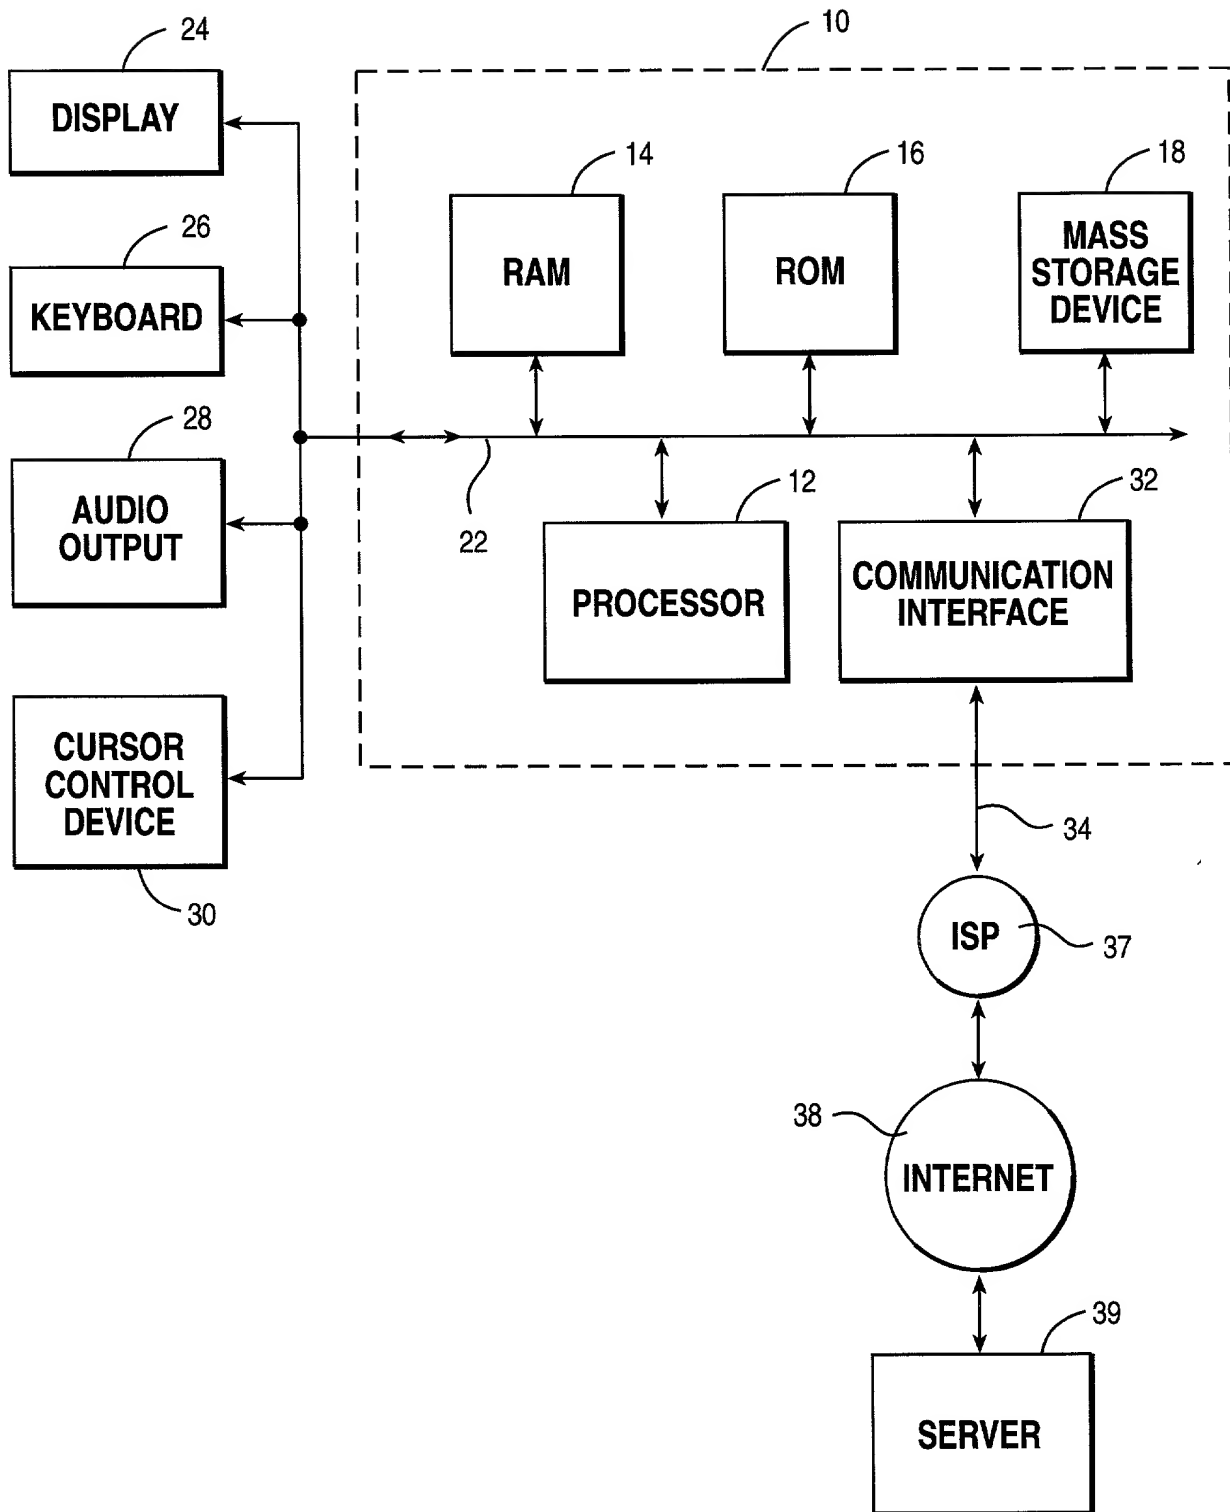 24
10
DISPLAY
14
16
18
26
RAM
ROM
MASS
STORAGE
DEVICE
KEYBOARD
28
22
12
32
AUDIO
OUTPUT
PROCESSOR
COMMUNICATION
INTERFACE
CURSOR
CONTROL
DEVICE
30
34
ISP
37
38
INTERNET
39
SERVER